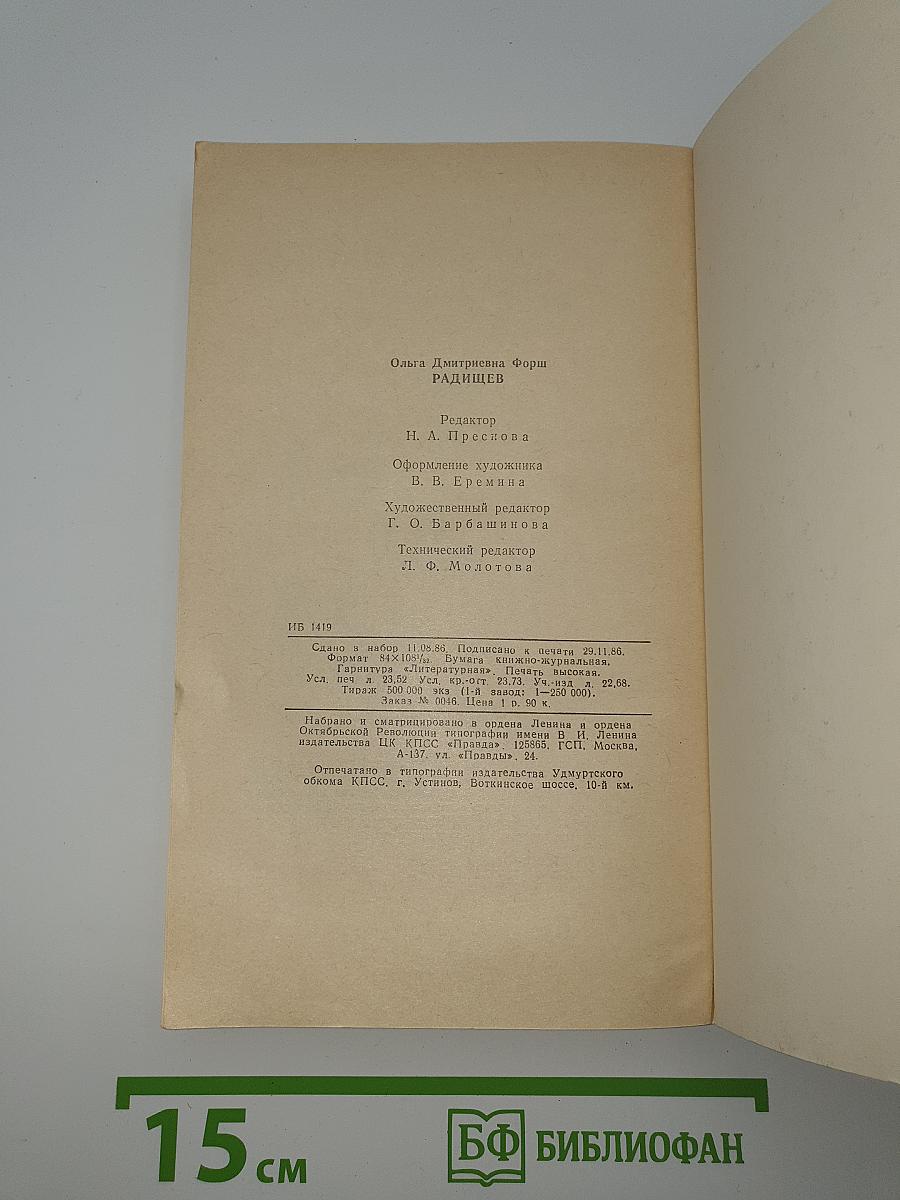 Ольга Дмитриевна Форш
РАДИЩЕВ
Редактор
Н. А. Преснова
Оформление художника
В. В. Еремина
Художественный редактор
Г. О. Барбашинова
Технический редактор
Л. Ф. Молотова
ИБ 1419
Сдано в набор 11.08.86. Подписано к печати 29.11.86.
Формат 84×108¹/₃₂. Бумага книжно-журнальная.
Гарнитура «Литературная». Печать высокая.
Усл. печ л. 23,52 Усл. кр.-отт. 23,73. Уч.-изд л. 22,68.
Тираж 500 000 экз (1-й завод: 1—250 000).
Заказ № 0046. Цена 1 р. 90 к.
Набрано и сматрицировано в ордена Ленина и ордена
Октябрьской Революции типографии имени В И. Ленина
издательства ЦК КПСС «Правда». 125865, ГСП, Москва,
А-137, ул. «Правды», 24.
Отпечатано в типографии издательства Удмуртского
обкома КПСС, г. Устинов, Воткинское шоссе, 10-й км.
15 см
БФ БИБЛИОФАН